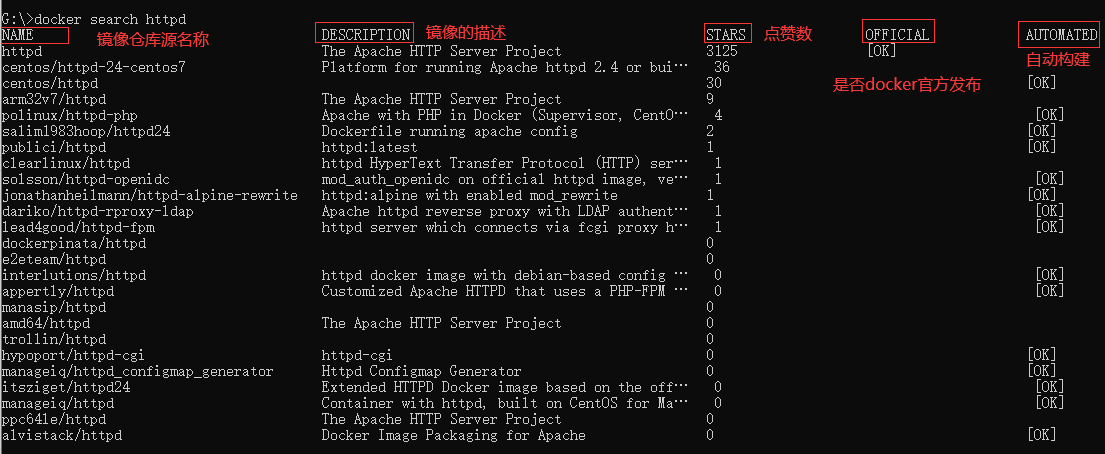 G:\>docker search httpd
NAME 镜像仓库源名称 DESCRIPTION 镜像的描述 STARS 点赞数 OFFICIAL AUTOMATED
自动构建
httpd The Apache HTTP Server Project 3125 [OK]
centos/httpd-24-centos7 Platform for running Apache httpd 2.4 or bui… 36
是否docker官方发布
centos/httpd 30 [OK]
arm32v7/httpd The Apache HTTP Server Project 9
polinux/httpd-php Apache with PHP in Docker (Supervisor, CentO… 4 [OK]
salim1983hoop/httpd24 Dockerfile running apache config 2 [OK]
publici/httpd httpd:latest 1 [OK]
clearlinux/httpd httpd HyperText Transfer Protocol (HTTP) ser… 1
solsson/httpd-openidc mod_auth_openidc on official httpd image, ve… 1 [OK]
jonathanheilmann/httpd-alpine-rewrite httpd:alpine with enabled mod_rewrite 1 [OK]
dariko/httpd-rproxy-ldap Apache httpd reverse proxy with LDAP authent… 1 [OK]
lead4good/httpd-fpm httpd server which connects via fcgi proxy h… 1 [OK]
dockerpinata/httpd 0
e2eteam/httpd 0
interlutions/httpd httpd docker image with debian-based config … 0 [OK]
appertly/httpd Customized Apache HTTPD that uses a PHP-FPM … 0 [OK]
manasip/httpd 0
amd64/httpd The Apache HTTP Server Project 0
trollin/httpd 0
hypoport/httpd-cgi httpd-cgi 0 [OK]
manageiq/httpd_configmap_generator Httpd Configmap Generator 0 [OK]
itsziget/httpd24 Extended HTTPD Docker image based on the off… 0 [OK]
manageiq/httpd Container with httpd, built on CentOS for Ma… 0 [OK]
ppc64le/httpd The Apache HTTP Server Project 0
alvistack/httpd Docker Image Packaging for Apache 0 [OK]